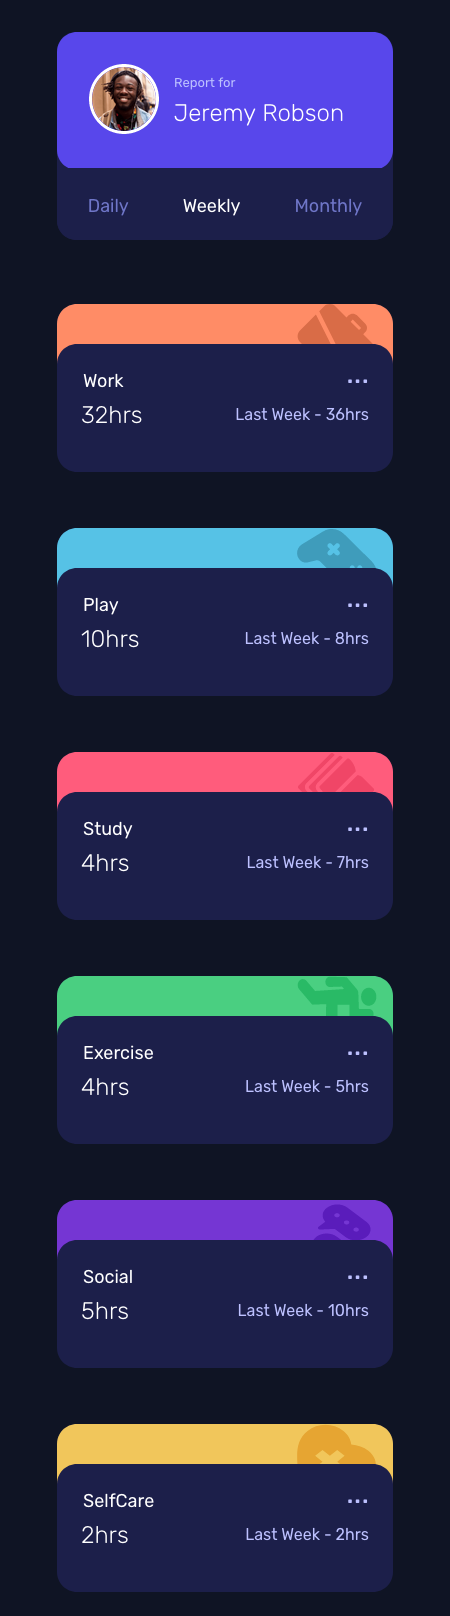 Report for
Jeremy Robson
Daily Weekly Monthly
Work
32hrs Last Week - 36hrs
Play
10hrs Last Week - 8hrs
Study
4hrs Last Week - 7hrs
Exercise
4hrs Last Week - 5hrs
Social
5hrs Last Week - 10hrs
SelfCare
2hrs Last Week - 2hrs